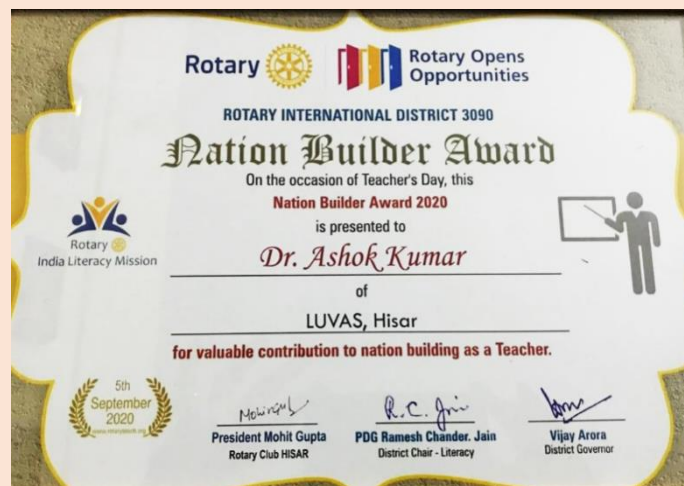 Rotary
Rotary Opens
Opportunities
ROTARY INTERNATIONAL DISTRICT 3090
Nation Builder Award
On the occasion of Teacher's Day, this
Nation Builder Award 2020
is presented to
Rotary
India Literacy Mission
Dr. Ashok Kumar
of
LUVAS, Hisar
for valuable contribution to nation building as a Teacher.
5th
September
2020
R. C. Jain
President Mohit Gupta
Rotary Club HISAR
PDG Ramesh Chander. Jain
District Chair - Literacy
Vijay Arora
District Governor